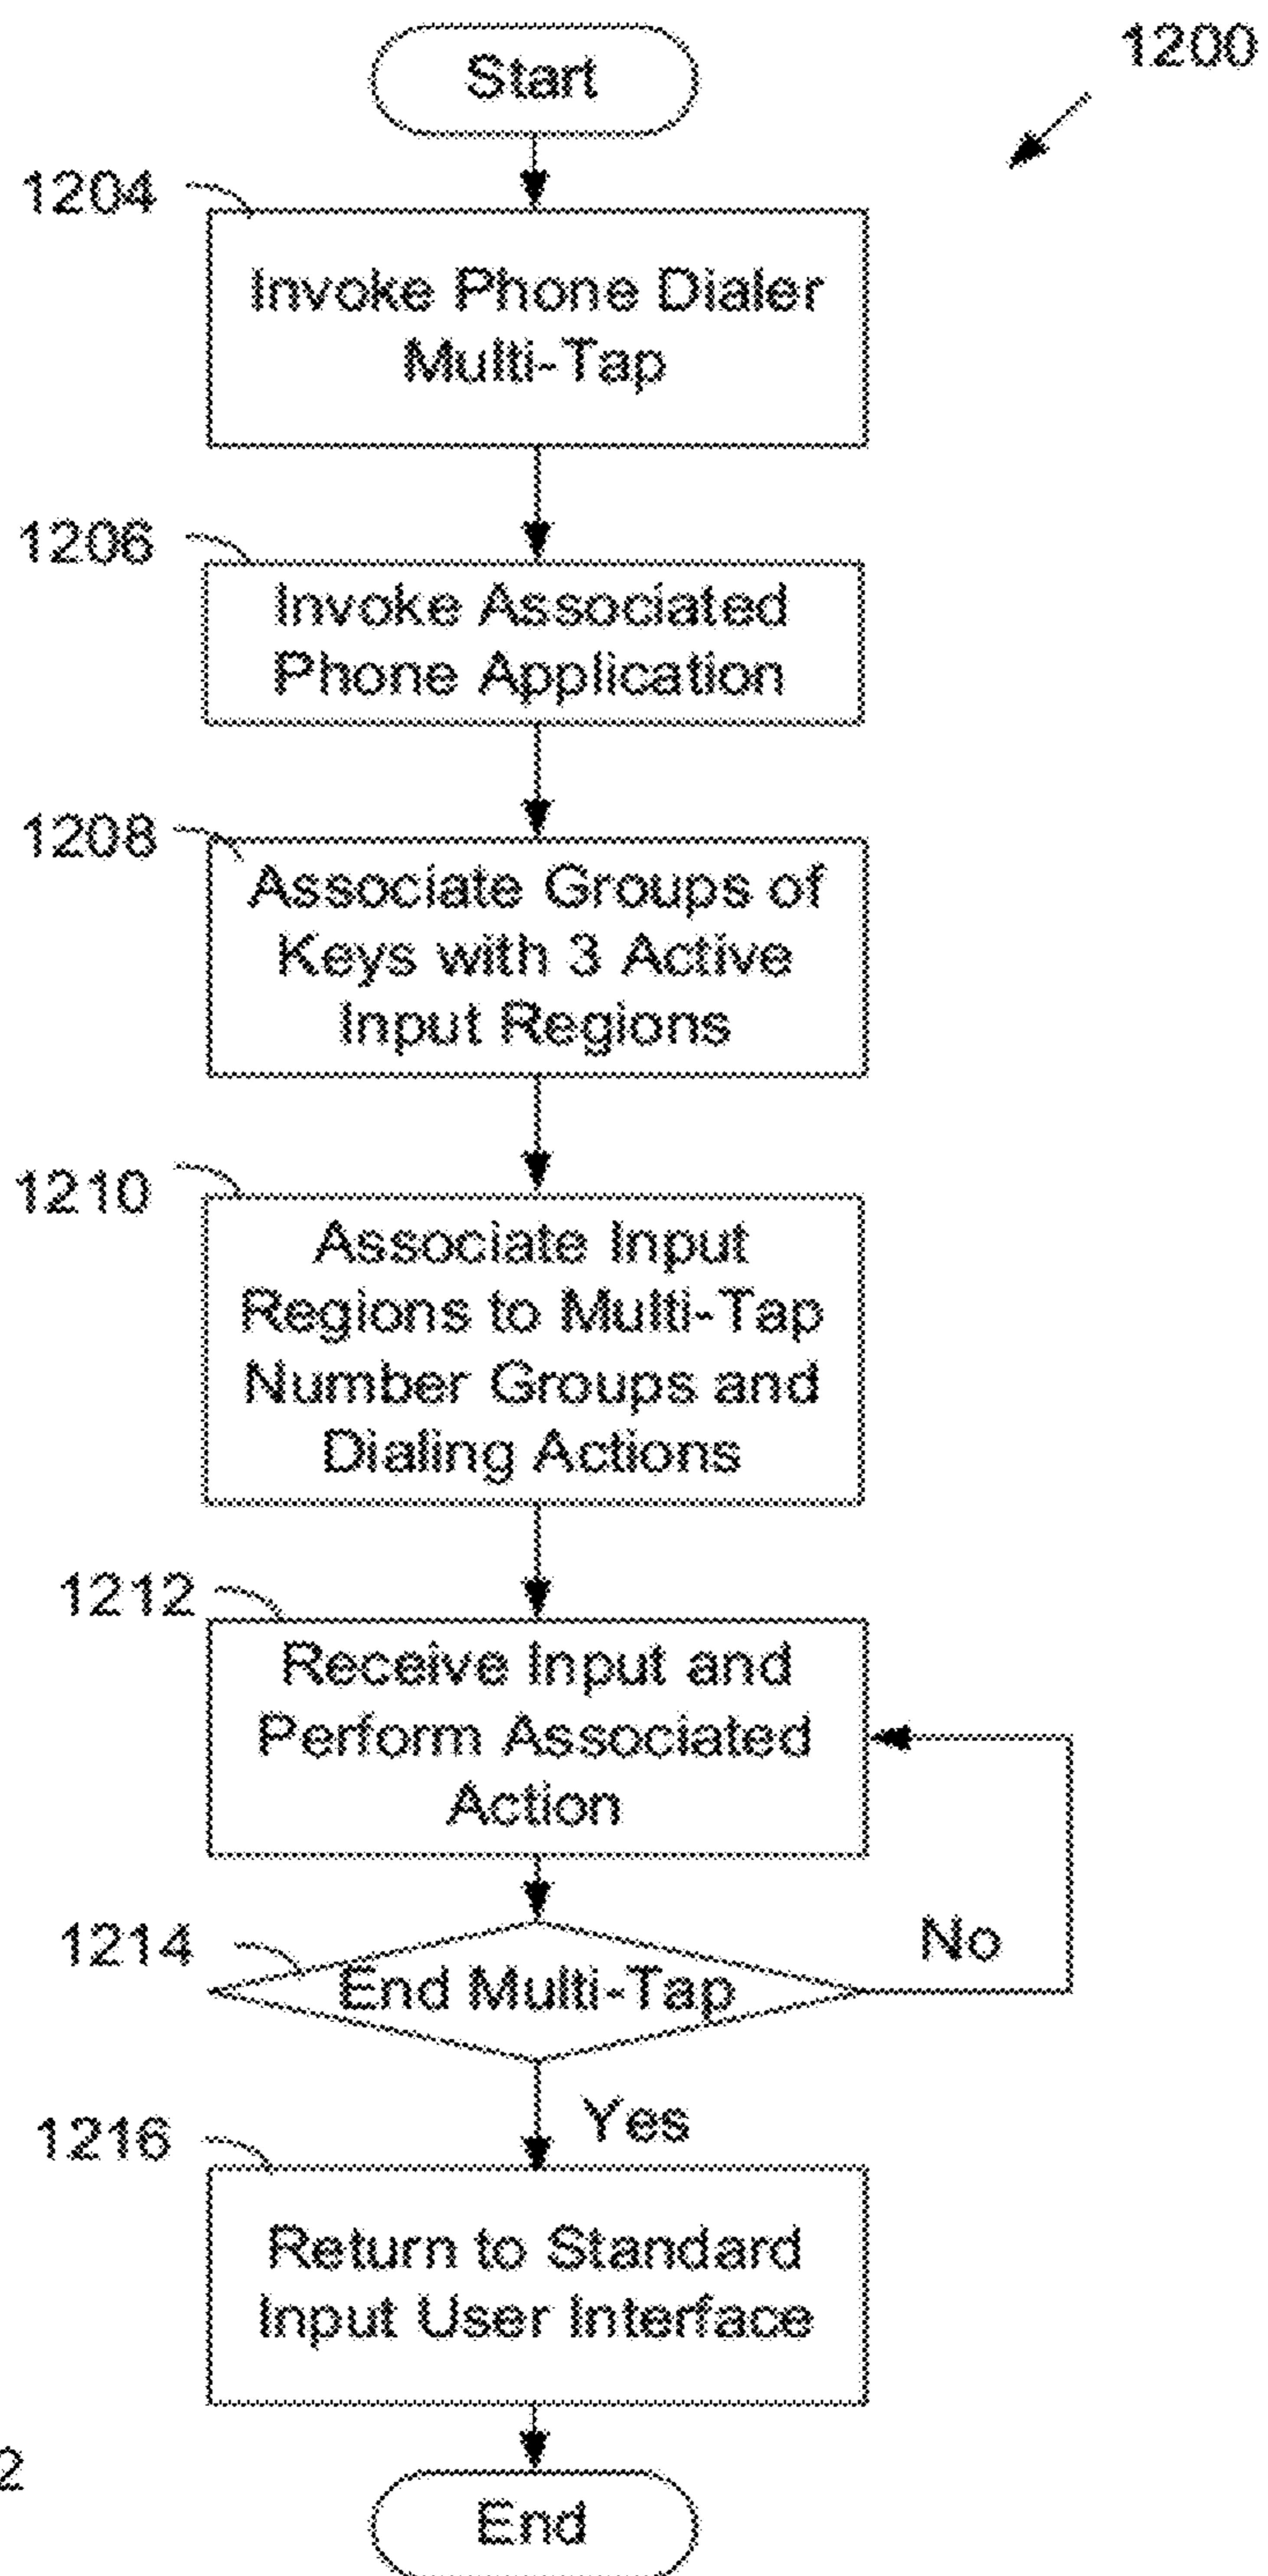 1200
Start
1204
Invoke Phone Dialer
Multi-Tap
1206
Invoke Associated
Phone Application
1208
Associate Groups of
Keys with 3 Active
Input Regions
1210
Associate Input
Regions to Multi-Tap
Number Groups and
Dialing Actions
1212
Receive Input and
Perform Associated
Action
1214
End Multi-Tap
No
Yes
1216
Return to Standard
Input User Interface
2
End